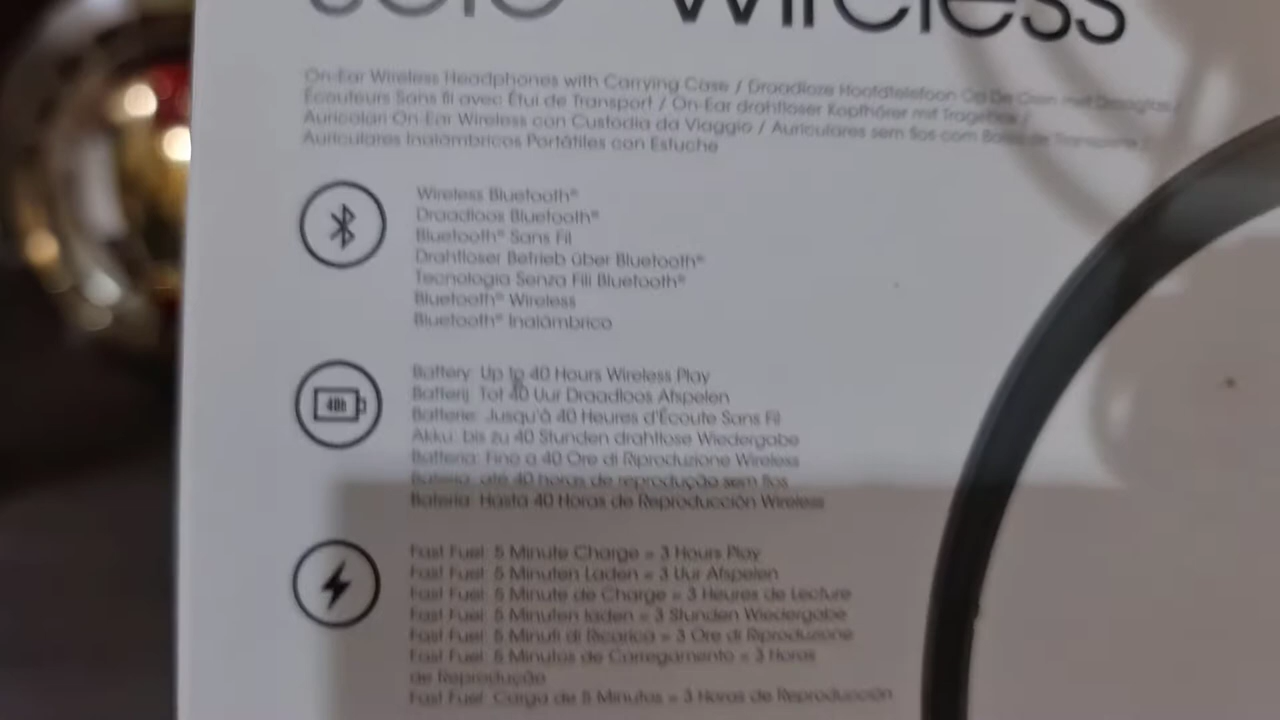 solo wireless
On-Ear Wireless Headphones with Carrying Case / Draadloze Hoofdtelefoon Op De Oren met Draagtas /
Écouteurs Sans fil avec Étui de Transport / On-Ear drahtloser Kopfhörer mit Tragetui /
Auricolari On-Ear Wireless con Custodia da Viaggio / Auriculares sem fios com Bolsa de Transporte /
Auriculares Inalámbricos Portátiles con Estuche
Wireless Bluetooth®
Draadloos Bluetooth®
Bluetooth® Sans Fil
Drahtloser Betrieb über Bluetooth®
Tecnologia Senza Fili Bluetooth®
Bluetooth® Wireless
Bluetooth® Inalámbrico
40h
Battery: Up to 40 Hours Wireless Play
Batterij: Tot 40 Uur Draadloos Afspelen
Batterie: Jusqu'à 40 Heures d'Écoute Sans Fil
Akku: bis zu 40 Stunden drahtlose Wiedergabe
Batteria: Fino a 40 Ore di Riproduzione Wireless
Bateria: até 40 horas de reprodução sem fios
Batería: Hasta 40 Horas de Reproducción Wireless
Fast Fuel: 5 Minute Charge = 3 Hours Play
Fast Fuel: 5 Minuten Laden = 3 Uur Afspelen
Fast Fuel: 5 Minute de Charge = 3 Heures de Lecture
Fast Fuel: 5 Minuten laden = 3 Stunden Wiedergabe
Fast Fuel: 5 Minuti di Ricarica = 3 Ore di Riproduzione
Fast Fuel: 5 Minutos de Carregamento = 3 Horas
de Reprodução
Fast Fuel: Carga de 5 Minutos = 3 Horas de Reproducción